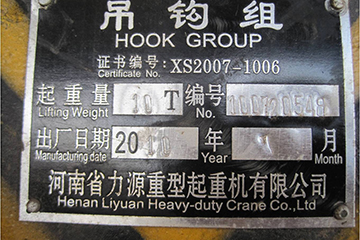 吊钩组
HOOK GROUP
证书编号: XS2007-1006
Certificate No.
起重量 10 T 编号
Lifting Weight
出厂日期 20 年 月
Manufacturing date Year Month
河南省力源重型起重机有限公司
Henan Liyuan Heavy-duty Crane Co.,Ltd